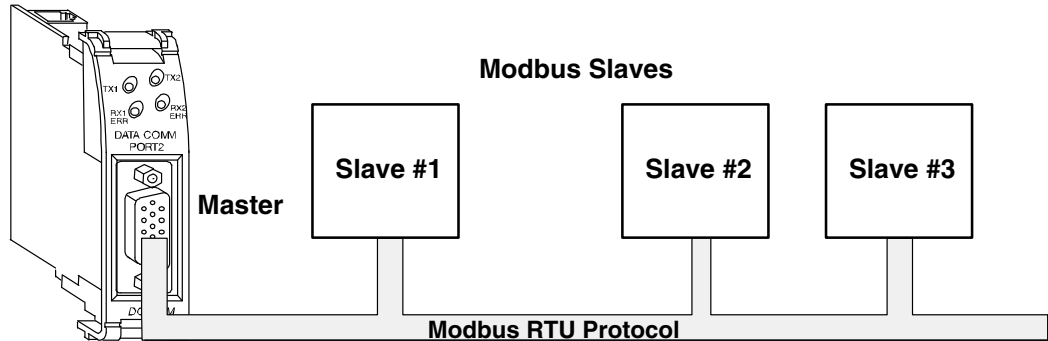 TX1
TX2
RX1
ERR
RX2
ERR
DATA COMM
PORT2
Master
Modbus Slaves
Slave #1
Slave #2
Slave #3
Modbus RTU Protocol